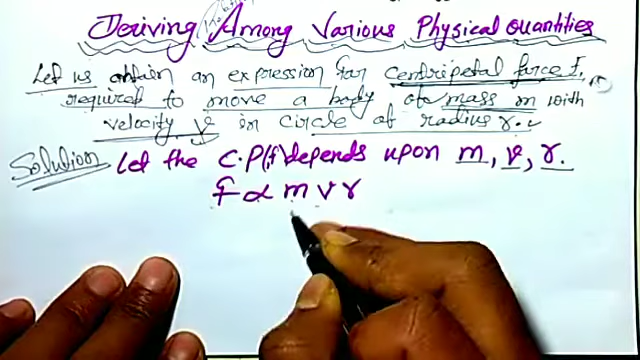 Deriving Among Various Physical Quantities
Let us obtain an expression for centripetal force F,
required to move a body of mass m with
velocity v in circle of radius r.
Solution Let the C.P(f) depends upon m, v, r.
F ∝ m v r